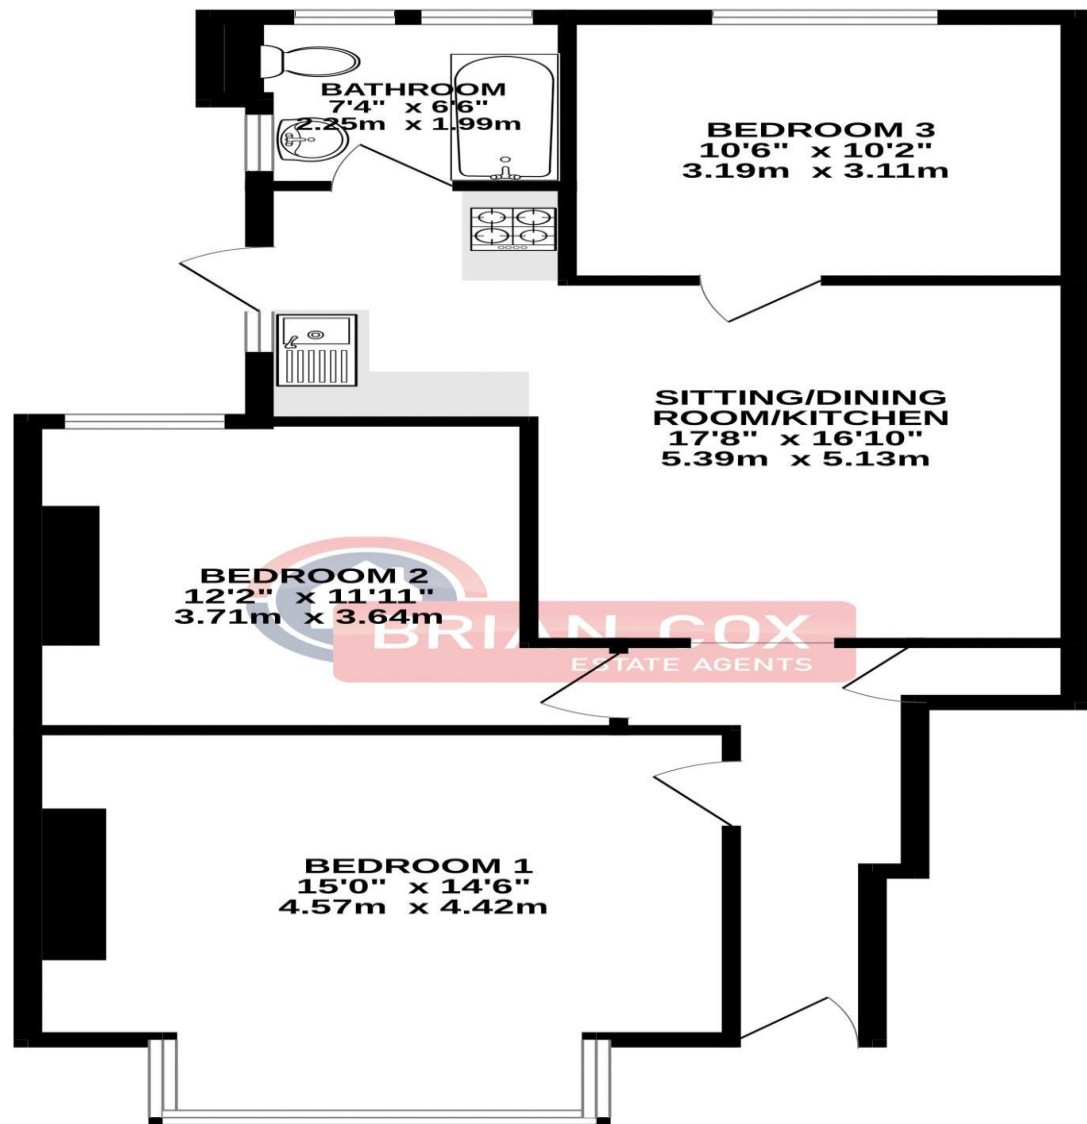 BATHROOM
7'4" x 6'6"
2.25m x 1.99m
BEDROOM 3
10'6" x 10'2"
3.19m x 3.11m
SITTING/DINING
ROOM/KITCHEN
17'8" x 16'10"
5.39m x 5.13m
BEDROOM 2
12'2" x 11'11"
3.71m x 3.64m
BRIAN COX
ESTATE AGENTS
BEDROOM 1
15'0" x 14'6"
4.57m x 4.42m